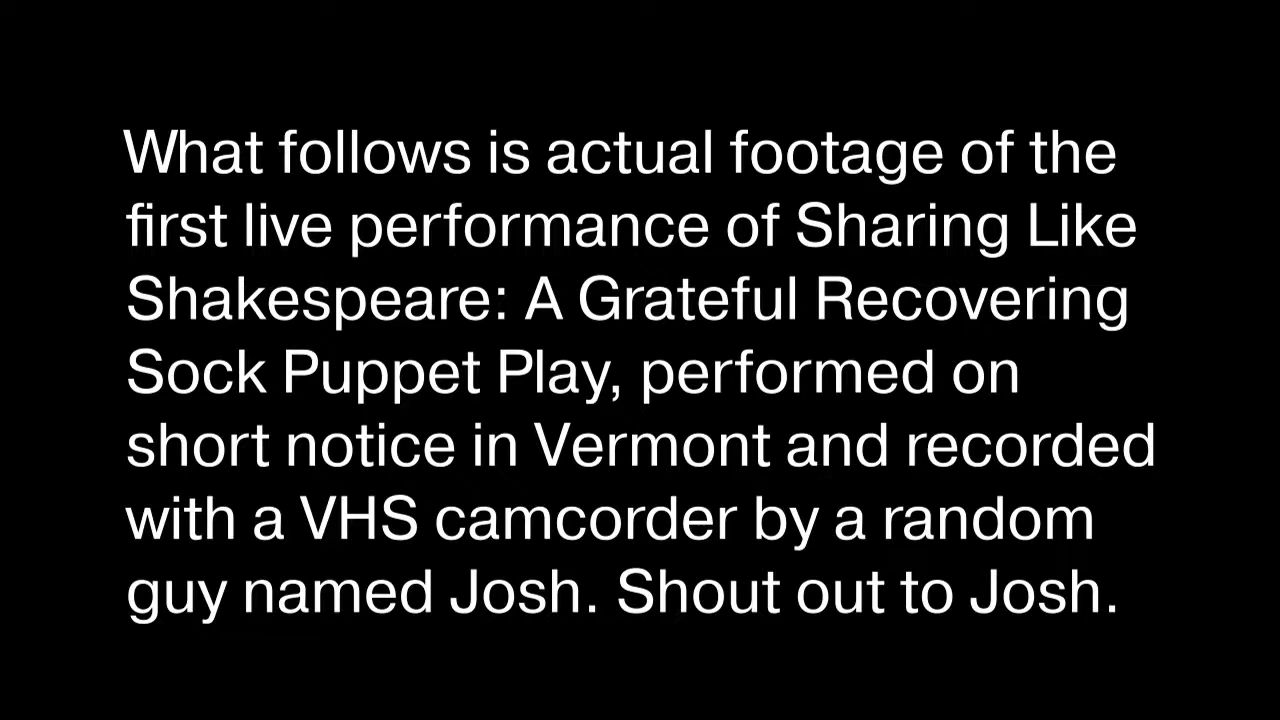 What follows is actual footage of the
first live performance of Sharing Like
Shakespeare: A Grateful Recovering
Sock Puppet Play, performed on
short notice in Vermont and recorded
with a VHS camcorder by a random
guy named Josh. Shout out to Josh.